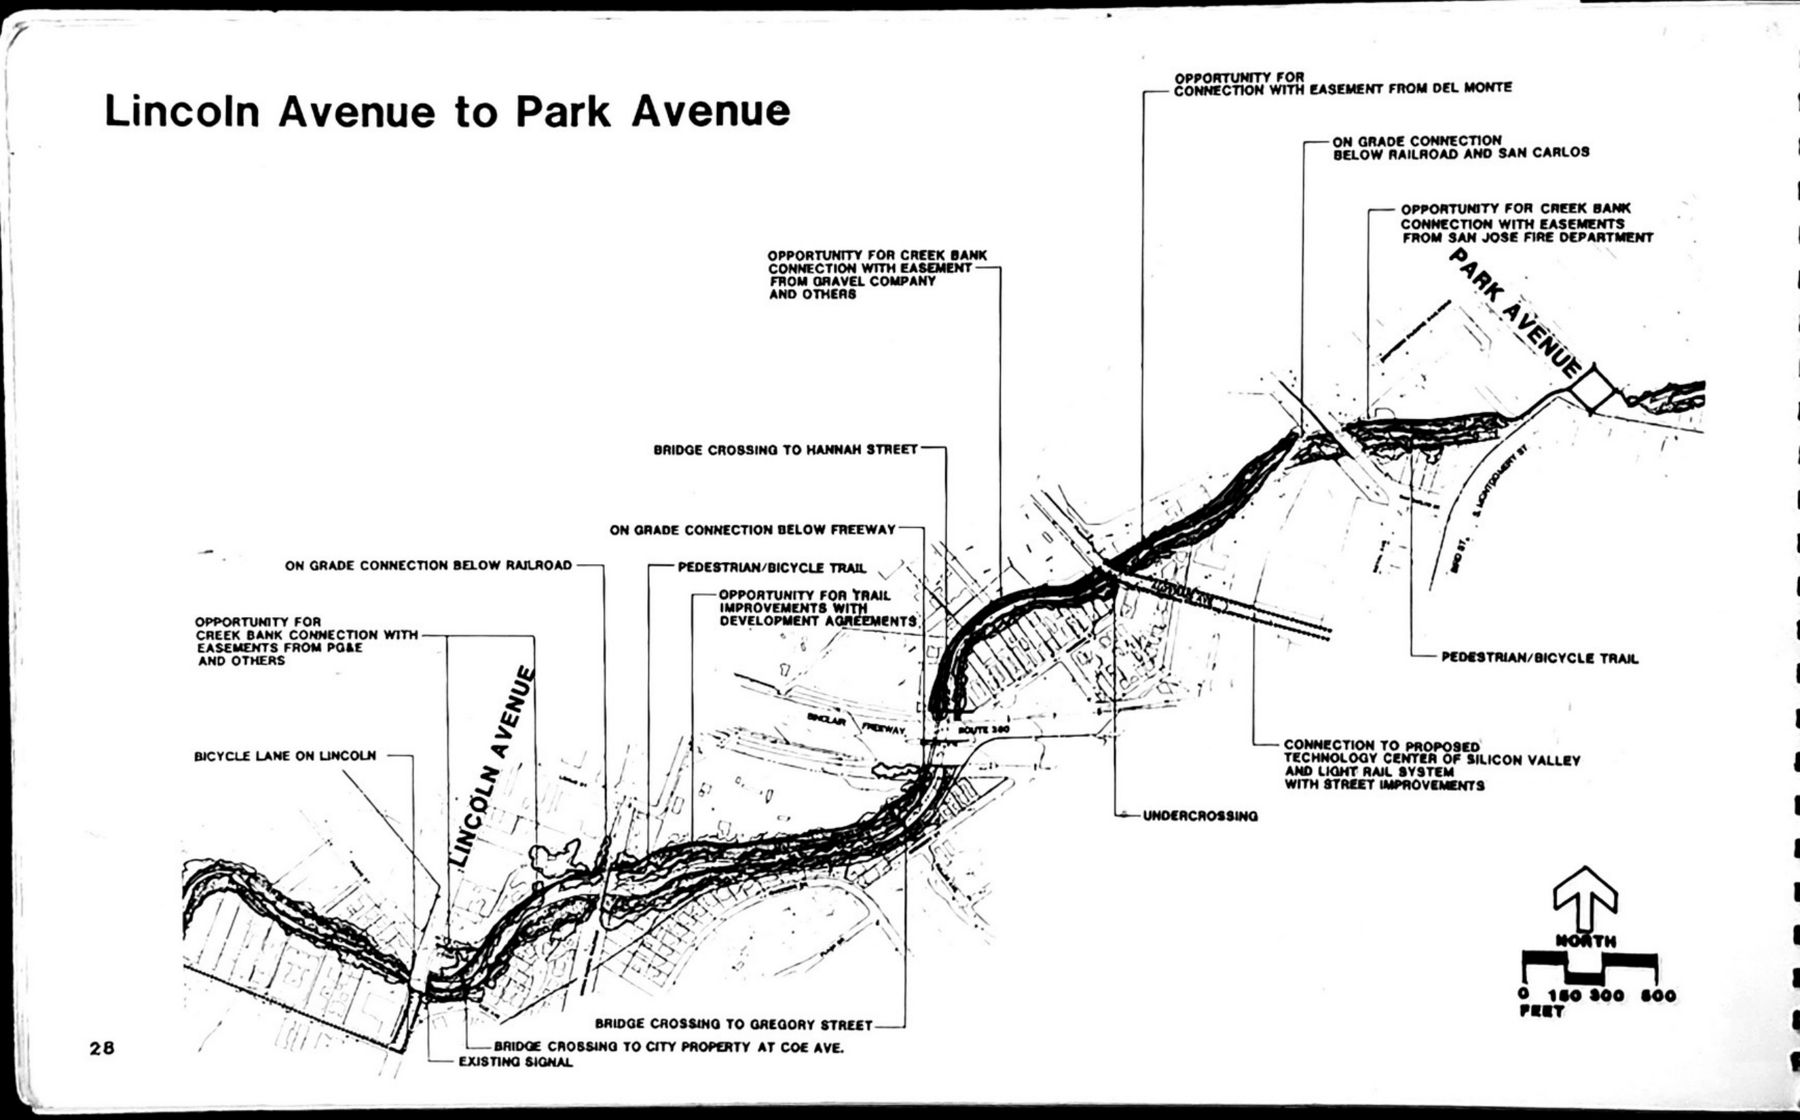 Lincoln Avenue to Park Avenue
OPPORTUNITY FOR
CONNECTION WITH EASEMENT FROM DEL MONTE
ON GRADE CONNECTION
BELOW RAILROAD AND SAN CARLOS
OPPORTUNITY FOR CREEK BANK
CONNECTION WITH EASEMENTS
FROM SAN JOSE FIRE DEPARTMENT
PARK AVENUE
OPPORTUNITY FOR CREEK BANK
CONNECTION WITH EASEMENT
FROM GRAVEL COMPANY
AND OTHERS
BRIDGE CROSSING TO HANNAH STREET
S. MONTGOMERY ST.
BIRD ST.
ON GRADE CONNECTION BELOW FREEWAY
ON GRADE CONNECTION BELOW RAILROAD
PEDESTRIAN/BICYCLE TRAIL
OPPORTUNITY FOR TRAIL
IMPROVEMENTS WITH
DEVELOPMENT AGREEMENTS
OPPORTUNITY FOR
CREEK BANK CONNECTION WITH
EASEMENTS FROM PG&E
AND OTHERS
PEDESTRIAN/BICYCLE TRAIL
LINCOLN AVENUE
SINCLAIR FREEWAY ROUTE 280
BICYCLE LANE ON LINCOLN
CONNECTION TO PROPOSED
TECHNOLOGY CENTER OF SILICON VALLEY
AND LIGHT RAIL SYSTEM
WITH STREET IMPROVEMENTS
UNDERCROSSING
NORTH
0 150 300 600
FEET
BRIDGE CROSSING TO GREGORY STREET
BRIDGE CROSSING TO CITY PROPERTY AT COE AVE.
EXISTING SIGNAL
28